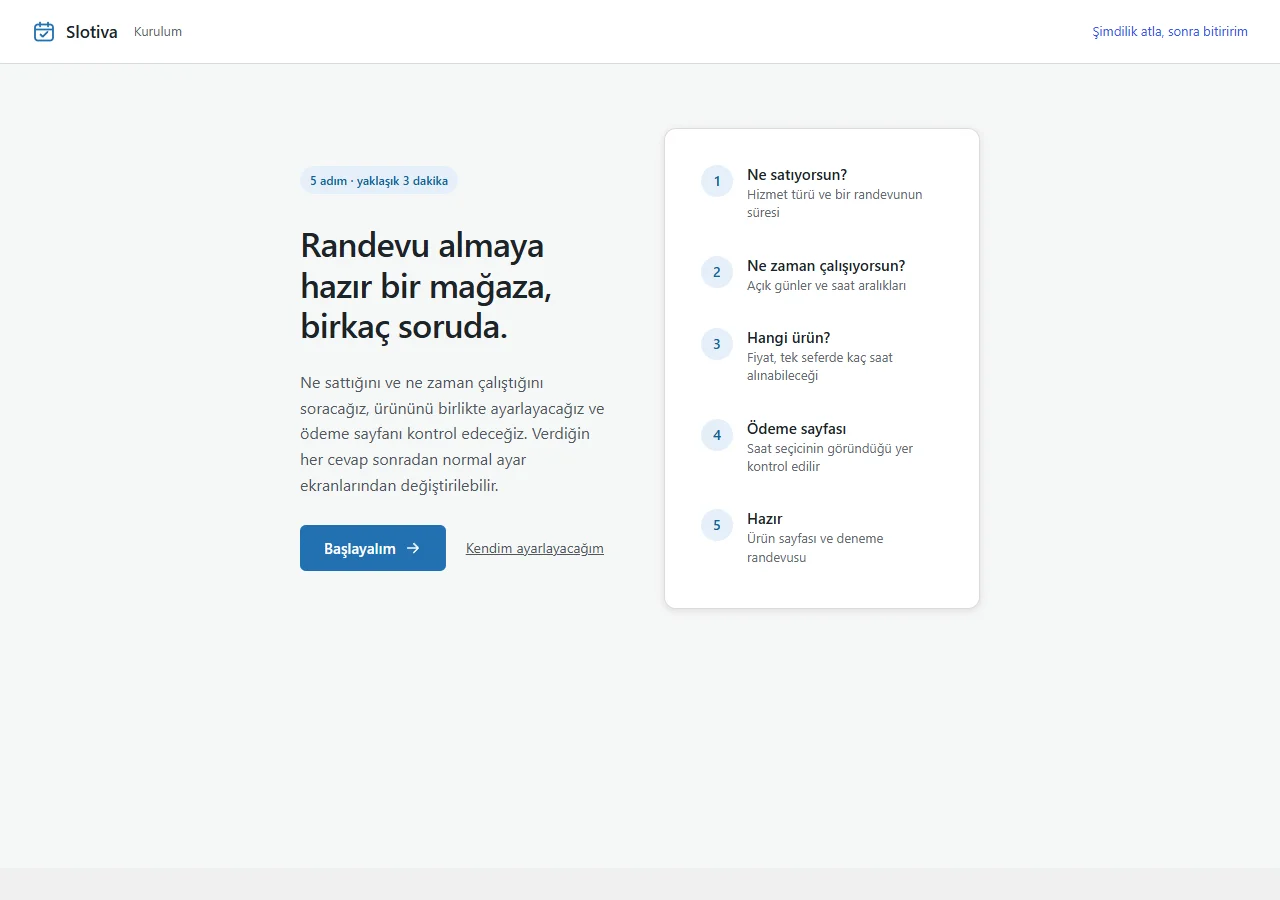 Slotiva
Kurulum
Şimdilik atla, sonra bitiririm
5 adım · yaklaşık 3 dakika
Randevu almaya
hazır bir mağaza,
birkaç soruda.
Ne sattığını ve ne zaman çalıştığını
soracağız, ürününü birlikte ayarlayacağız ve
ödeme sayfanı kontrol edeceğiz. Verdiğin
her cevap sonradan normal ayar
ekranlarından değiştirilebilir.
Başlayalım →
Kendim ayarlayacağım
1
Ne satıyorsun?
Hizmet türü ve bir randevunun
süresi
2
Ne zaman çalışıyorsun?
Açık günler ve saat aralıkları
3
Hangi ürün?
Fiyat, tek seferde kaç saat
alınabileceği
4
Ödeme sayfası
Saat seçicinin göründüğü yer
kontrol edilir
5
Hazır
Ürün sayfası ve deneme
randevusu